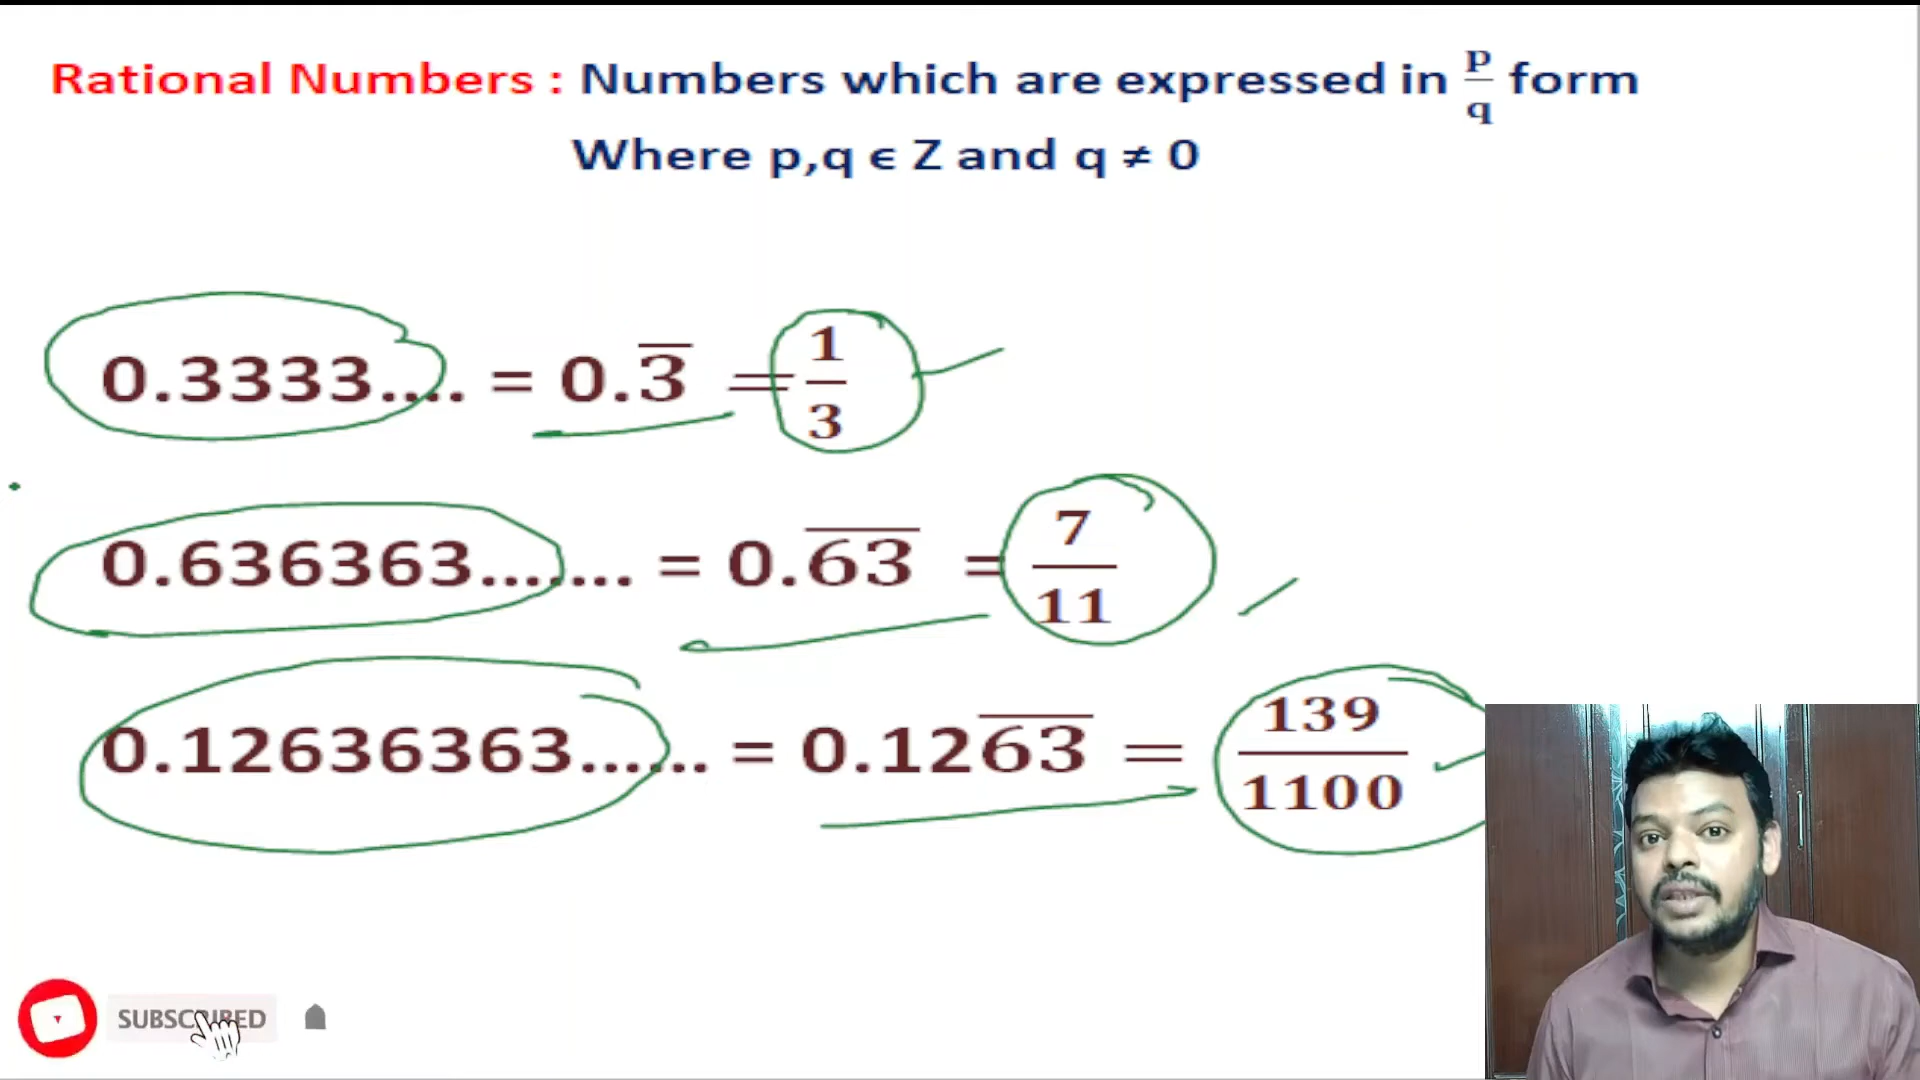 Rational Numbers : Numbers which are expressed in p/q form
Where p,q ϵ Z and q ≠ 0
0.3333.... = 0.3̅ = 1/3
0.636363....... = 0.6̅3̅ = 7/11
0.12636363...... = 0.126̅3̅ = 139/1100
SUBSCRIBED